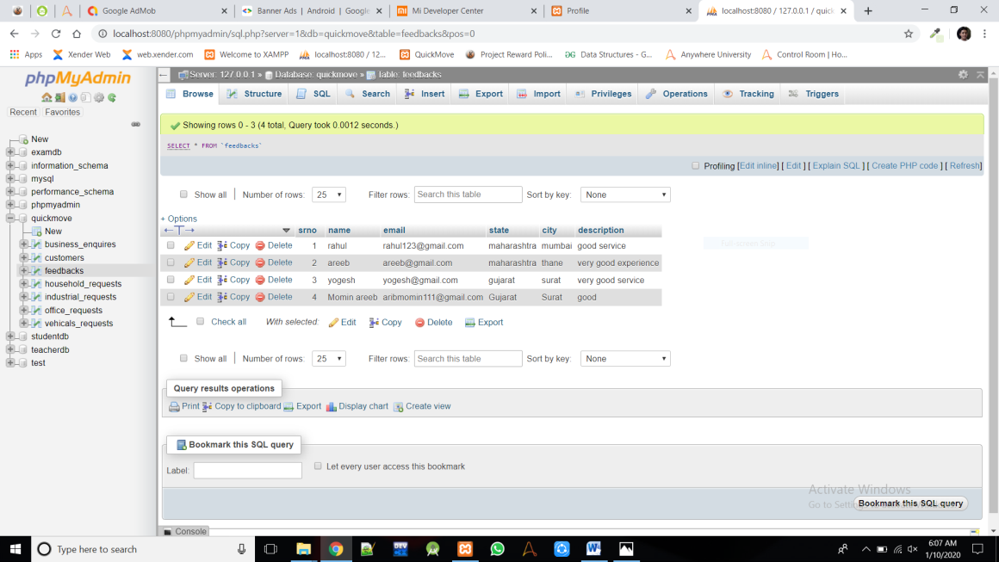 Google AdMob
Banner Ads | Android | Google
Mi Developer Center
Profile
localhost:8080 / 127.0.0.1 / quick
localhost:8080/phpmyadmin/sql.php?server=1&db=quickmove&table=feedbacks&pos=0
Apps Xender Web web.xender.com Welcome to XAMPP localhost:8080 / 12... QuickMove Project Reward Poli... Data Structures - G... Anywhere University Control Room | Ho...
phpMyAdmin
Recent Favorites
New
examdb
information_schema
mysql
performance_schema
phpmyadmin
quickmove
New
business_enquires
customers
feedbacks
household_requests
industrial_requests
office_requests
vehicals_requests
studentdb
teacherdb
test
Server: 127.0.0.1 » Database: quickmove » Table: feedbacks
Browse Structure SQL Search Insert Export Import Privileges Operations Tracking Triggers
Showing rows 0 - 3 (4 total, Query took 0.0012 seconds.)
SELECT * FROM `feedbacks`
Profiling [Edit inline] [ Edit ] [ Explain SQL ] [ Create PHP code ] [ Refresh]
Show all Number of rows: 25 Filter rows: Search this table Sort by key: None
+ Options
srno name email state city description
Edit Copy Delete 1 rahul rahul123@gmail.com maharashtra mumbai good service
Edit Copy Delete 2 areeb areeb@gmail.com maharashtra thane very good experience
Edit Copy Delete 3 yogesh yogesh@gmail.com gujarat surat very good service
Edit Copy Delete 4 Momin areeb aribmomin111@gmail.com Gujarat Surat good
Check all With selected: Edit Copy Delete Export
Show all Number of rows: 25 Filter rows: Search this table Sort by key: None
Query results operations
Print Copy to clipboard Export Display chart Create view
Bookmark this SQL query
Label: Let every user access this bookmark
Activate Windows
Go to Settin
Bookmark this SQL query
Console
Type here to search
DEV
6:07 AM
1/10/2020